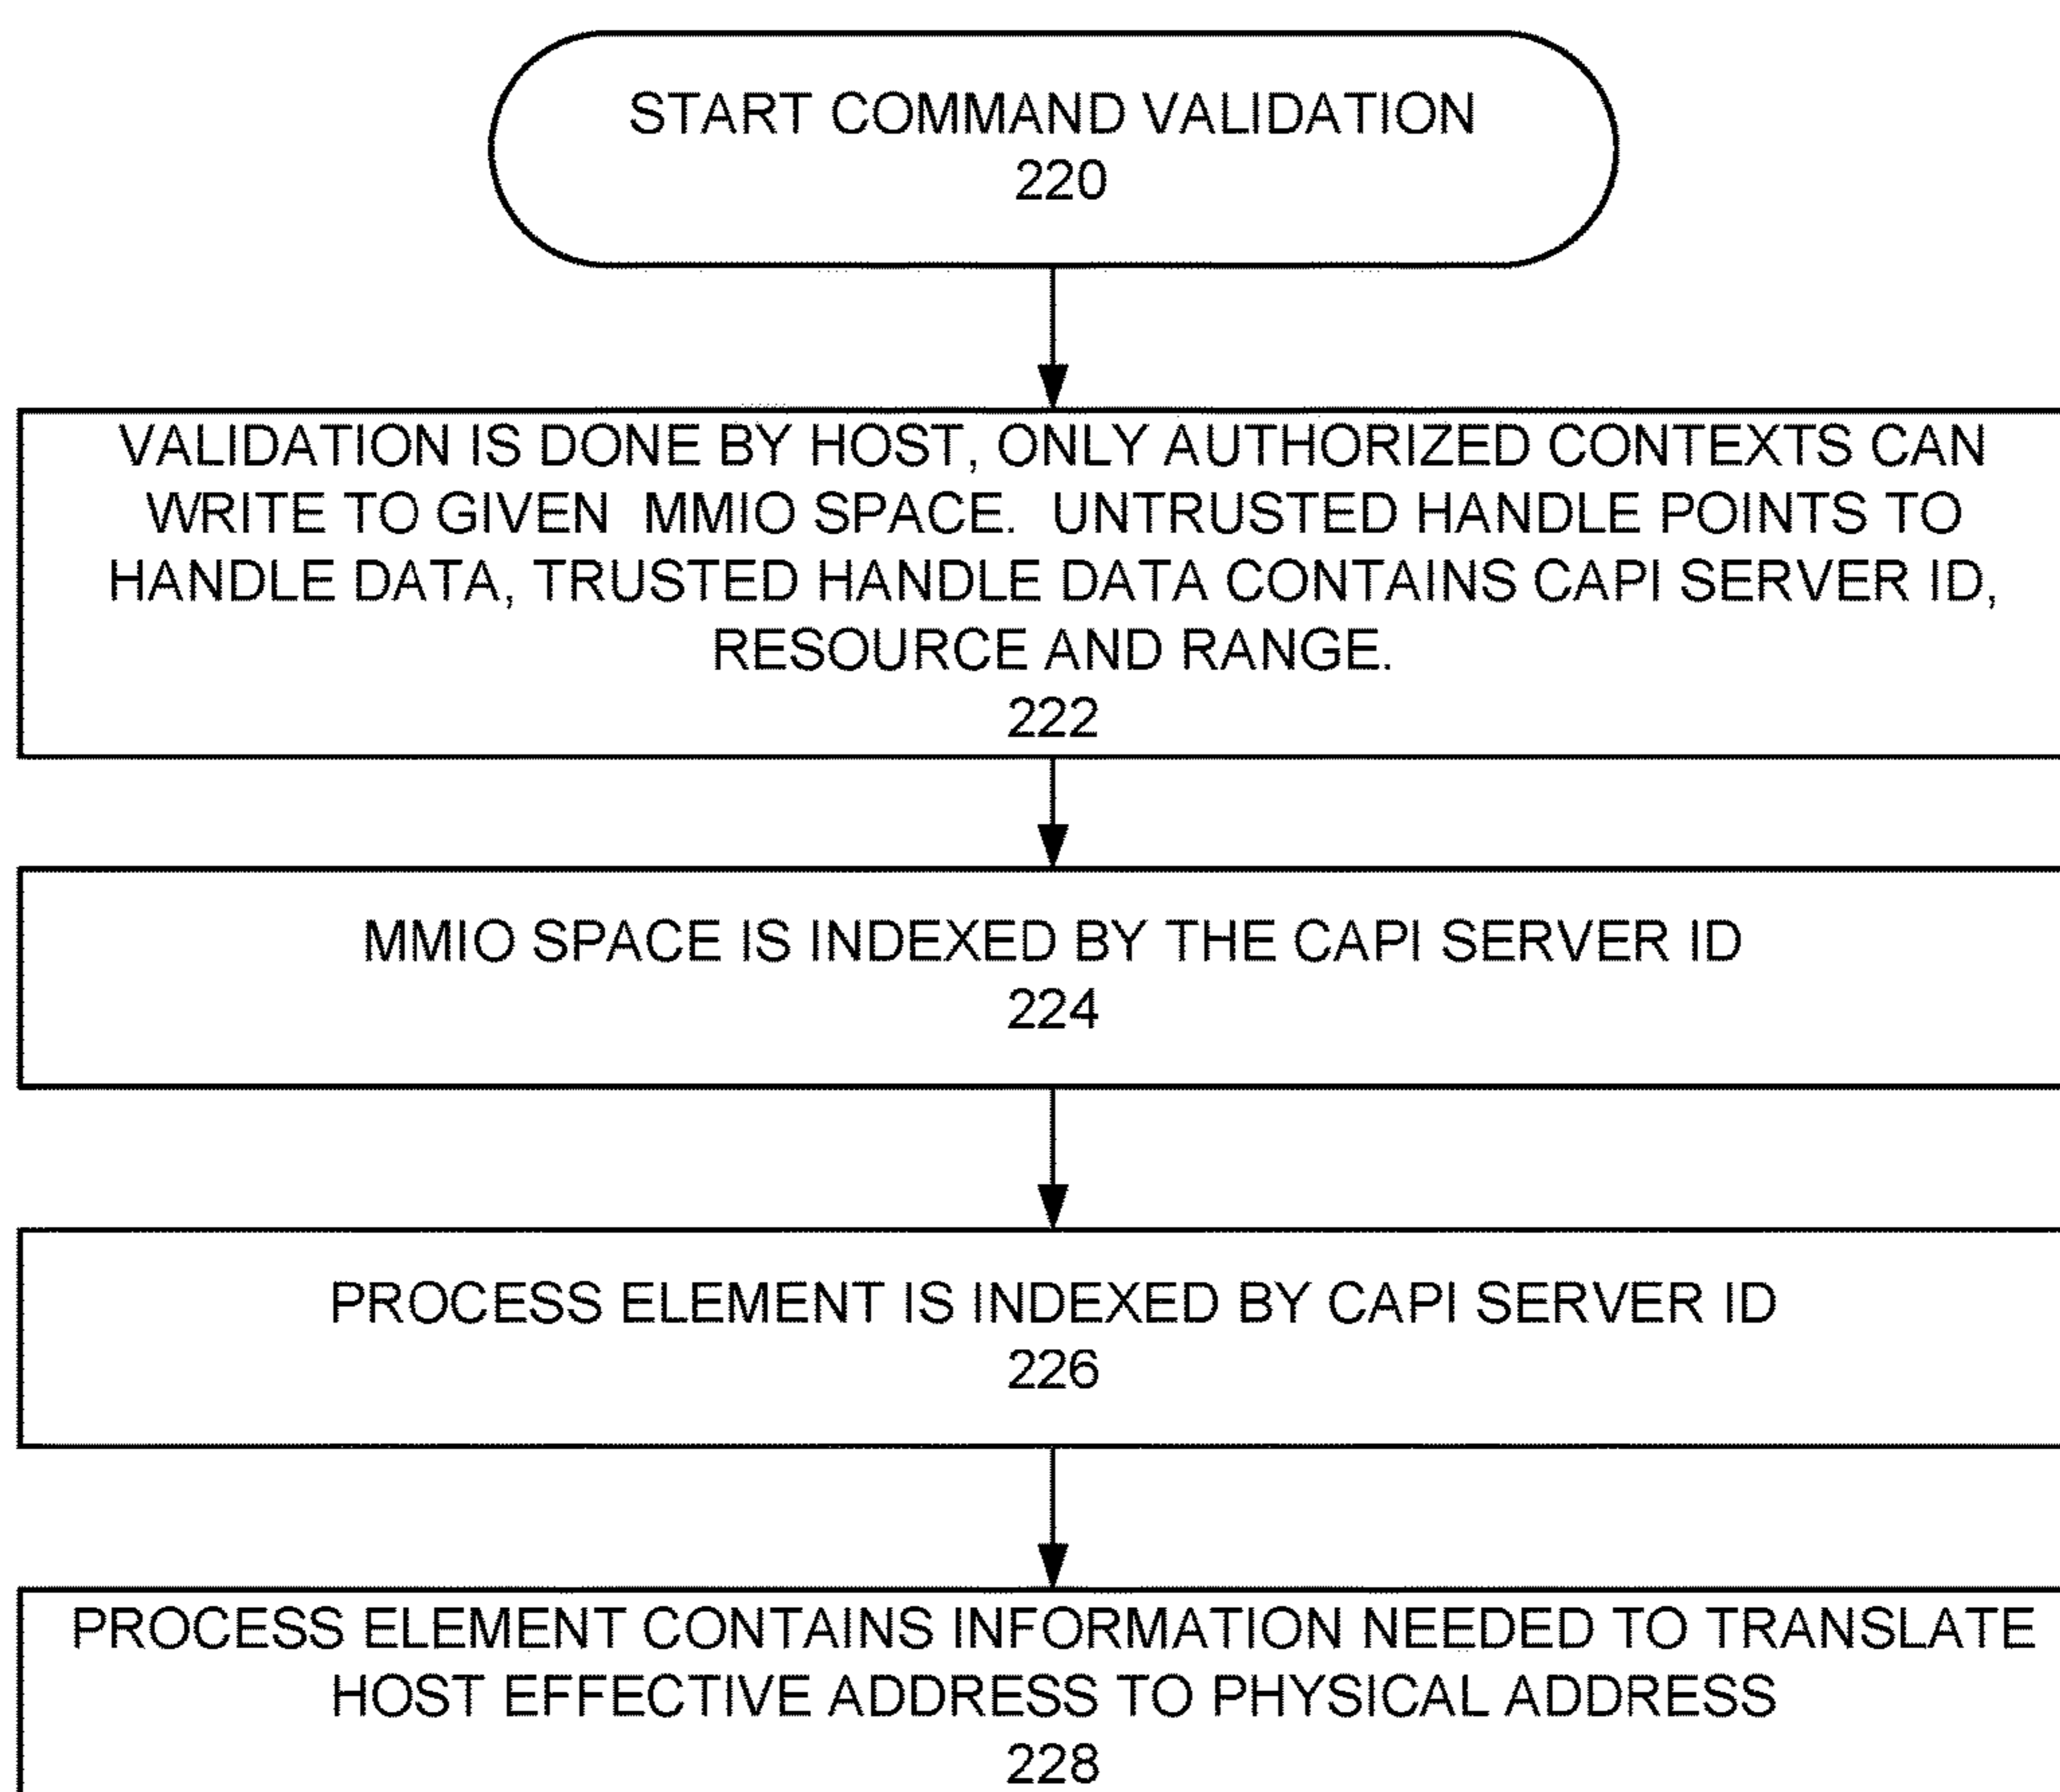 START COMMAND VALIDATION
220
VALIDATION IS DONE BY HOST, ONLY AUTHORIZED CONTEXTS CAN
WRITE TO GIVEN MMIO SPACE. UNTRUSTED HANDLE POINTS TO
HANDLE DATA, TRUSTED HANDLE DATA CONTAINS CAPI SERVER ID,
RESOURCE AND RANGE.
222
MMIO SPACE IS INDEXED BY THE CAPI SERVER ID
224
PROCESS ELEMENT IS INDEXED BY CAPI SERVER ID
226
PROCESS ELEMENT CONTAINS INFORMATION NEEDED TO TRANSLATE
HOST EFFECTIVE ADDRESS TO PHYSICAL ADDRESS
228